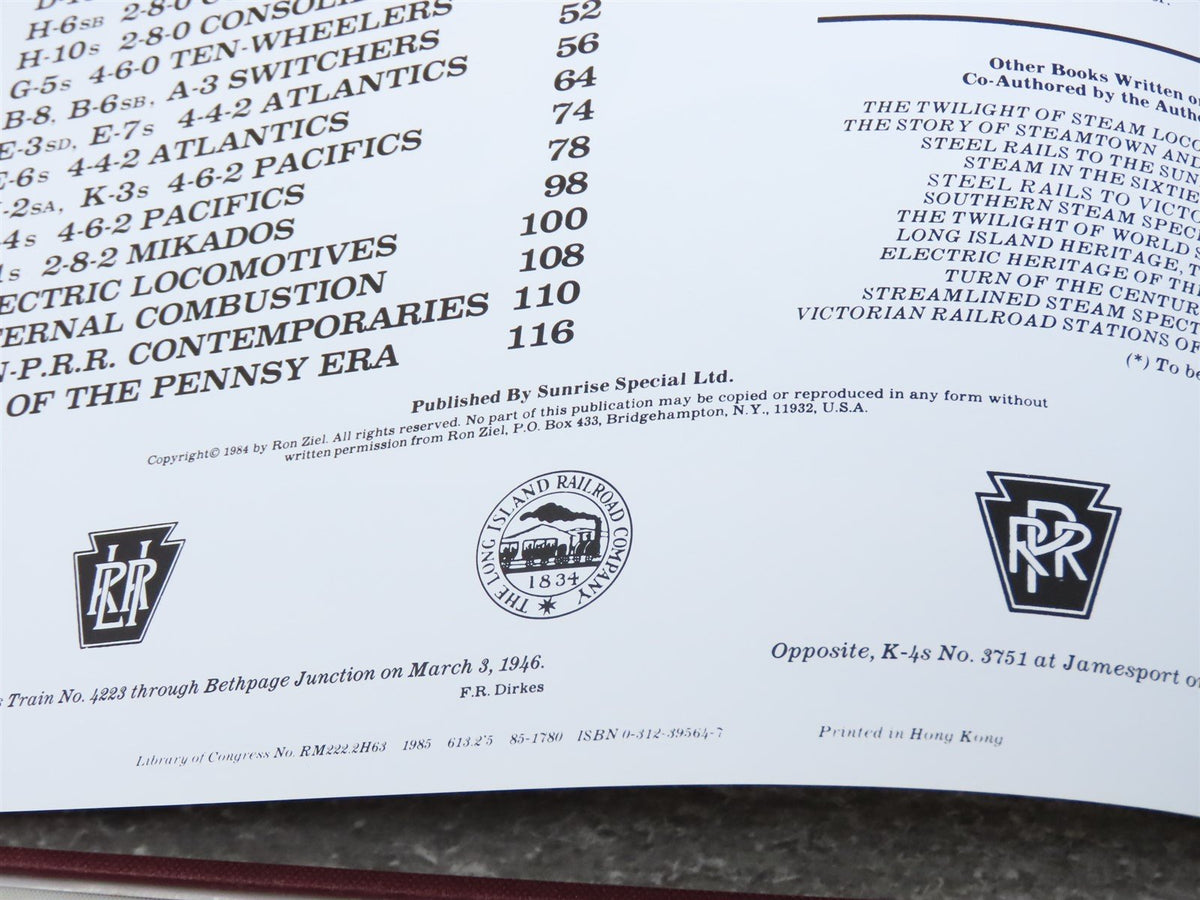 H-6SB 2-8-0
H-10s 2-8-0 CONSOLI
G-5s 4-6-0 TEN-WHEELERS 52
B-8, B-6SB, A-3 SWITCHERS 56
E-3SD, E-7s 4-4-2 ATLANTICS 64
E-6s 4-4-2 ATLANTICS 74
-2SA, K-3s 4-6-2 PACIFICS 78
-4s 4-6-2 PACIFICS 98
1s 2-8-2 MIKADOS 100
ECTRIC LOCOMOTIVES 108
ERNAL COMBUSTION 110
N-P.R.R. CONTEMPORARIES 116
OF THE PENNSY ERA
Other Books Written o
Co-Authored by the Autho
THE TWILIGHT OF STEAM LOCO
THE STORY OF STEAMTOWN AND
STEEL RAILS TO THE SUN
STEAM IN THE SIXTIE
STEEL RAILS TO VICTO
SOUTHERN STEAM SPEC
THE TWILIGHT OF WORLD S
LONG ISLAND HERITAGE, T
ELECTRIC HERITAGE OF THE
TURN OF THE CENTUR
STREAMLINED STEAM SPECT
VICTORIAN RAILROAD STATIONS OF
(*) To be
Published By Sunrise Special Ltd.
Copyright© 1984 by Ron Ziel. All rights reserved. No part of this publication may be copied or reproduced in any form without
written permission from Ron Ziel, P.O. Box 433, Bridgehampton, N.Y., 11932, U.S.A.
LIRR
THE LONG ISLAND RAILROAD COMPANY
1834
PRR
Train No. 4223 through Bethpage Junction on March 3, 1946.
F.R. Dirkes
Opposite, K-4s No. 3751 at Jamesport o
Library of Congress No. RM222.2H63 1985 613.2'5 85-1780 ISBN 0-312-39564-7
Printed in Hong Kong